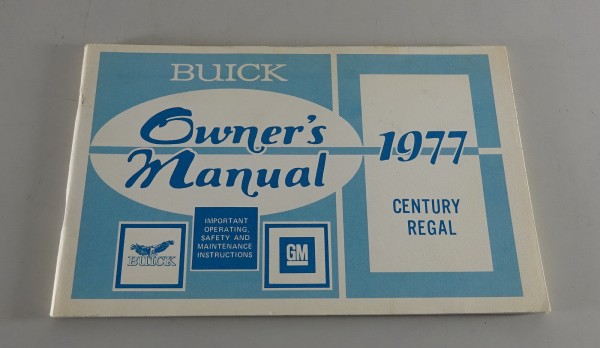 BUICK
Owner's
Manual
1977
CENTURY
REGAL
IMPORTANT
OPERATING,
SAFETY AND
MAINTENANCE
INSTRUCTIONS
BUICK
GM